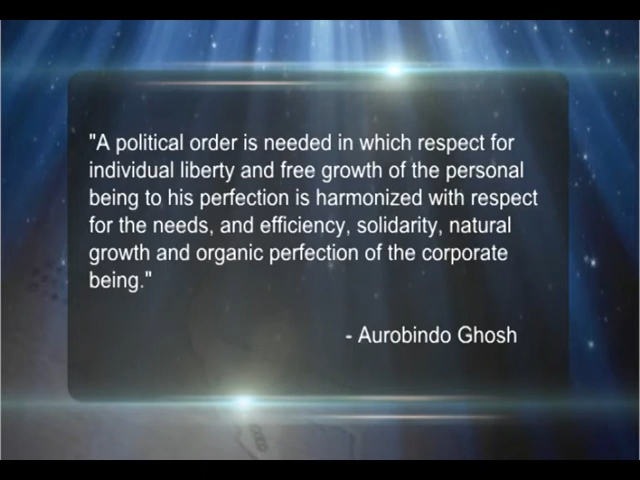 "A political order is needed in which respect for
individual liberty and free growth of the personal
being to his perfection is harmonized with respect
for the needs, and efficiency, solidarity, natural
growth and organic perfection of the corporate
being."
- Aurobindo Ghosh